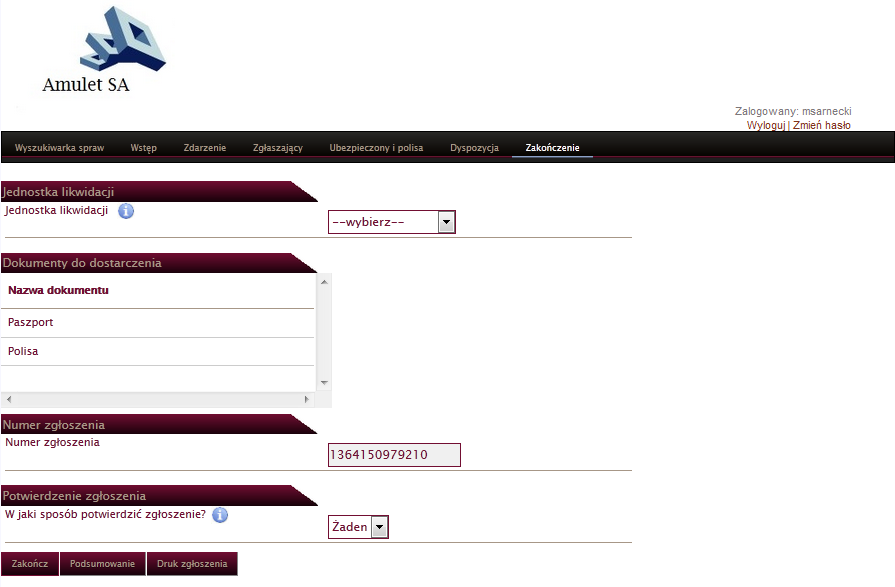 Amulet SA
Zalogowany: msarnecki
Wyloguj | Zmień hasło
Wyszukiwarka spraw Wstęp Zdarzenie Zgłaszający Ubezpieczony i polisa Dyspozycja Zakończenie
Jednostka likwidacji
Jednostka likwidacji
--wybierz--
Dokumenty do dostarczenia
Nazwa dokumentu
Paszport
Polisa
Numer zgłoszenia
Numer zgłoszenia
1364150979210
Potwierdzenie zgłoszenia
W jaki sposób potwierdzić zgłoszenie?
Żaden
Zakończ Podsumowanie Druk zgłoszenia